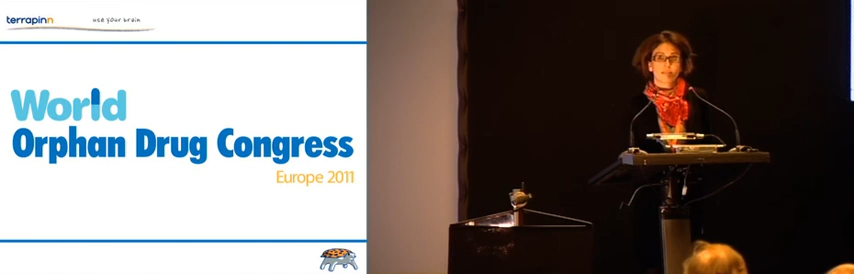 terrapinn
use your brain
World
Orphan Drug Congress
Europe 2011